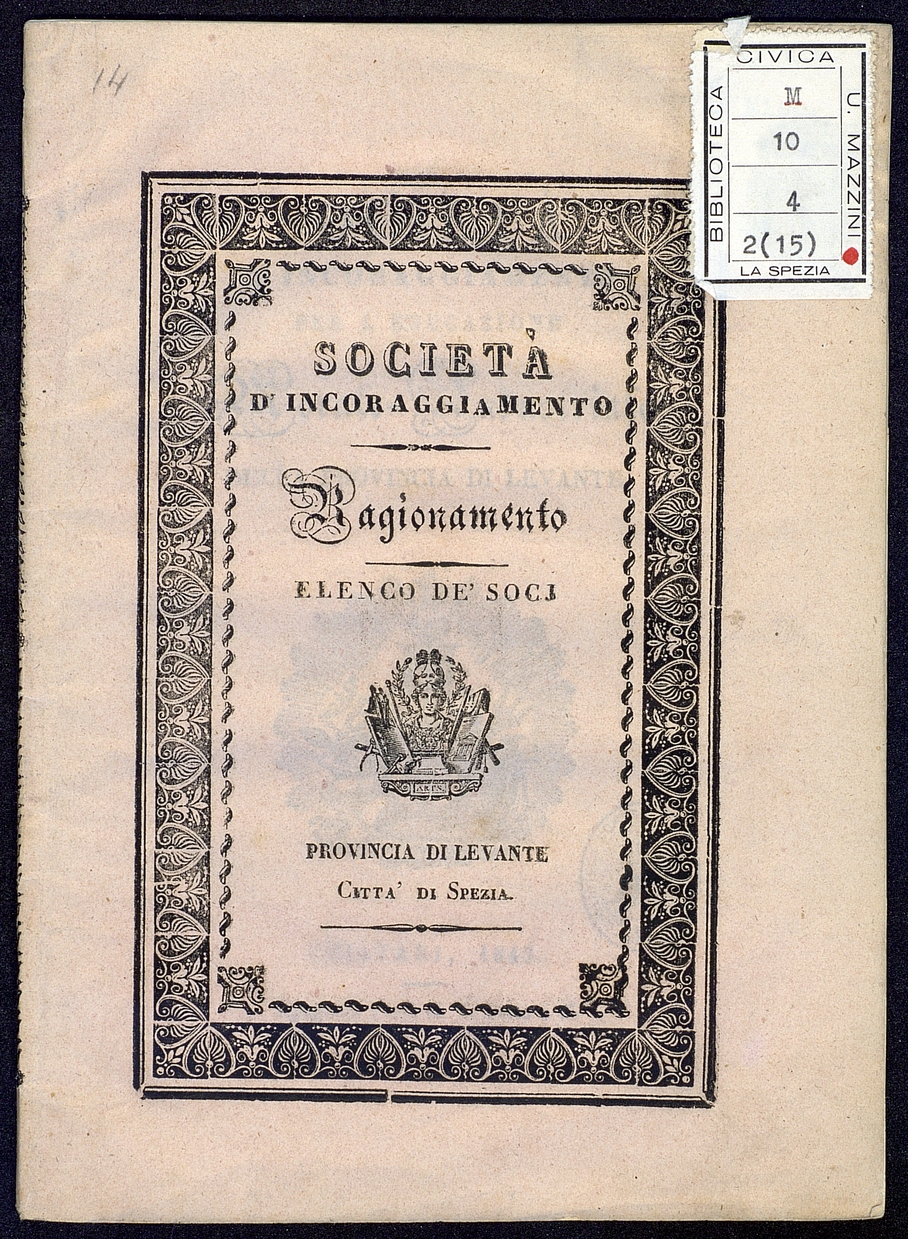 14
CIVICA
BIBLIOTECA
U. MAZZINI
M
10
4
2(15)
LA SPEZIA
SOCIETÀ
D' INCORAGGIAMENTO
Ragionamento
ELENCO DE' SOCJ
ARTS
PROVINCIA DI LEVANTE
CITTA' DI SPEZIA.